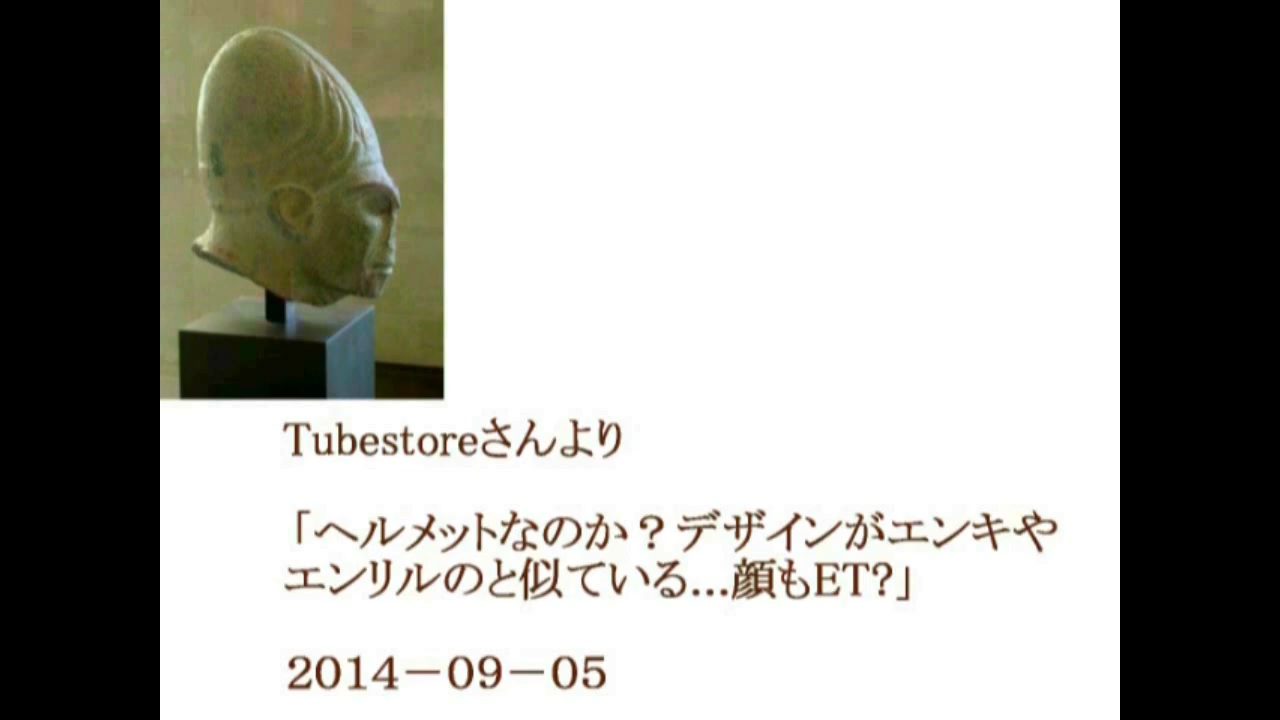 Tubestoreさんより
「ヘルメットなのか？デザインがエンキや
エンリルのと似ている...顔もET?」
２０１４－０９－０５